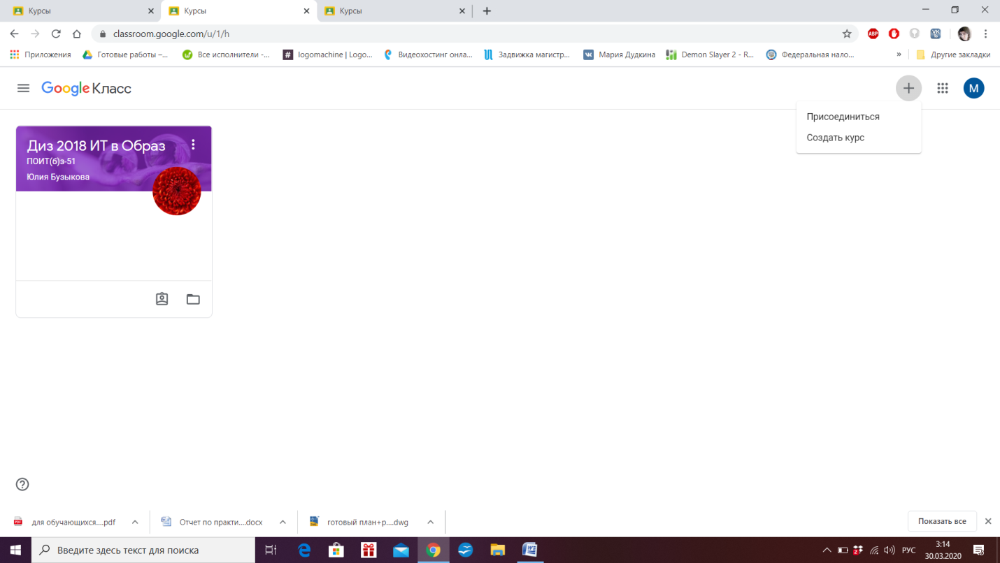 Курсы
Курсы
Курсы
classroom.google.com/u/1/h
ABP
VK
Приложения
Готовые работы –...
Все исполнители -...
# logomachine | Logo...
Видеохостинг онла...
Задвижка магистр...
Мария Дудкина
Demon Slayer 2 - R...
Федеральная нало...
»
Другие закладки
Google Класс
M
Присоединиться
Создать курс
Диз 2018 ИТ в Образ
ПОИТ(б)з-51
Юлия Бузыкова
для обучающихся....pdf
Отчет по практи....docx
готовый план+р....dwg
Показать все
Введите здесь текст для поиска
2
РУС
3:14
30.03.2020